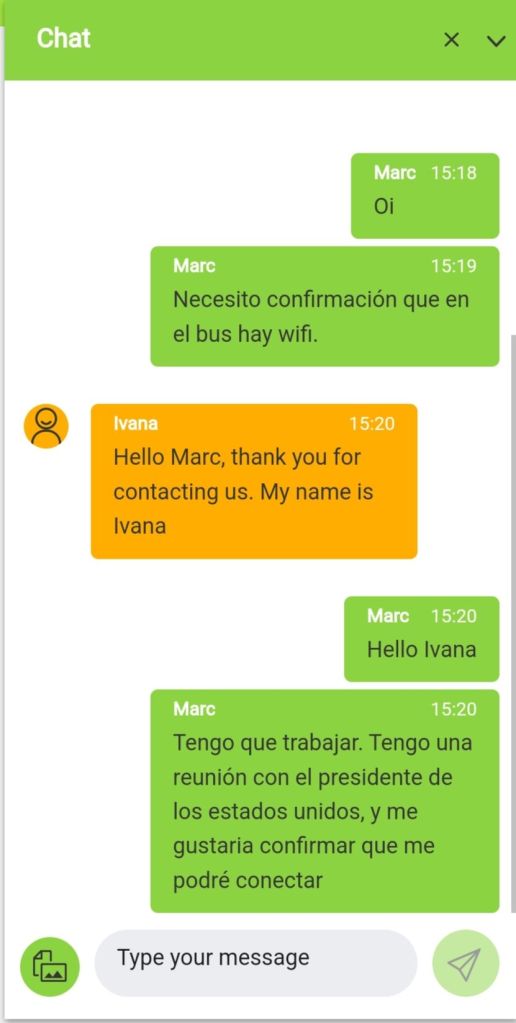 Chat
Marc 15:18
Oi
Marc 15:19
Necesito confirmación que en
el bus hay wifi.
Ivana 15:20
Hello Marc, thank you for
contacting us. My name is
Ivana
Marc 15:20
Hello Ivana
Marc 15:20
Tengo que trabajar. Tengo una
reunión con el presidente de
los estados unidos, y me
gustaria confirmar que me
podré conectar
Type your message